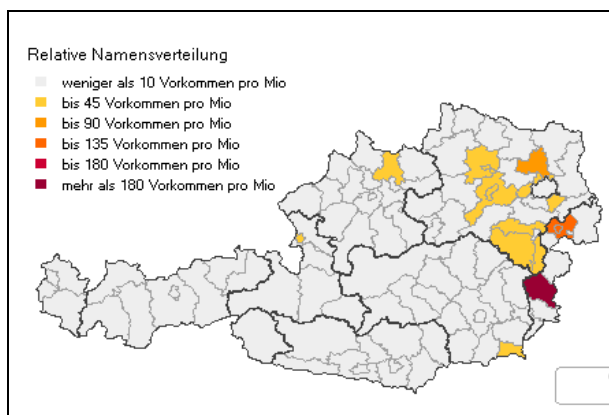 Relative Namensverteilung
weniger als 10 Vorkommen pro Mio
bis 45 Vorkommen pro Mio
bis 90 Vorkommen pro Mio
bis 135 Vorkommen pro Mio
bis 180 Vorkommen pro Mio
mehr als 180 Vorkommen pro Mio